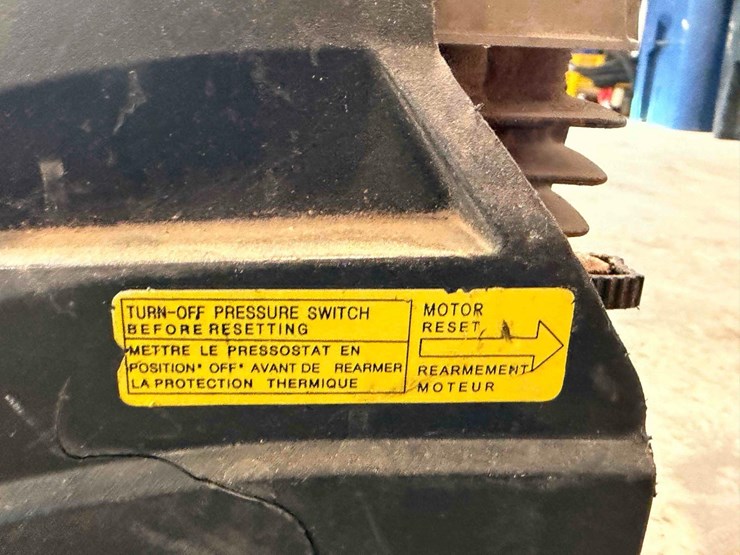 TURN-OFF PRESSURE SWITCH
BEFORE RESETTING
METTRE LE PRESSOSTAT EN
POSITION" OFF" AVANT DE REARMER
LA PROTECTION THERMIQUE
MOTOR
RESET
REARMEMENT
MOTEUR